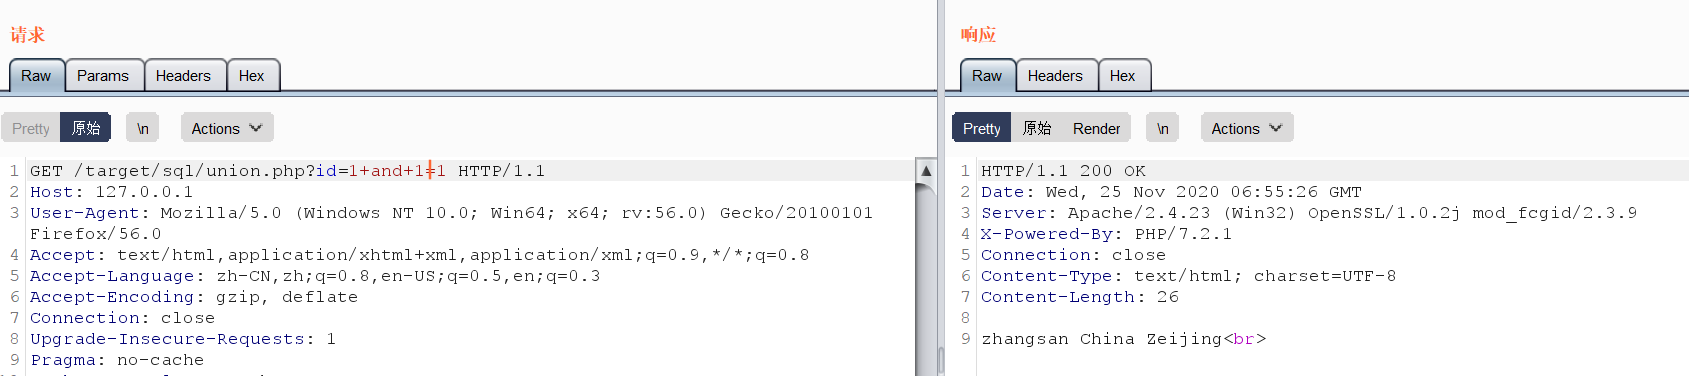 请求
Raw Params Headers Hex
Pretty 原始 \n Actions
1 GET /target/sql/union.php?id=1+and+1=1 HTTP/1.1
2 Host: 127.0.0.1
3 User-Agent: Mozilla/5.0 (Windows NT 10.0; Win64; x64; rv:56.0) Gecko/20100101
Firefox/56.0
4 Accept: text/html,application/xhtml+xml,application/xml;q=0.9,*/*;q=0.8
5 Accept-Language: zh-CN,zh;q=0.8,en-US;q=0.5,en;q=0.3
6 Accept-Encoding: gzip, deflate
7 Connection: close
8 Upgrade-Insecure-Requests: 1
9 Pragma: no-cache
响应
Raw Headers Hex
Pretty 原始 Render \n Actions
1 HTTP/1.1 200 OK
2 Date: Wed, 25 Nov 2020 06:55:26 GMT
3 Server: Apache/2.4.23 (Win32) OpenSSL/1.0.2j mod_fcgid/2.3.9
4 X-Powered-By: PHP/7.2.1
5 Connection: close
6 Content-Type: text/html; charset=UTF-8
7 Content-Length: 26
8
9 zhangsan China Zeijing<br>